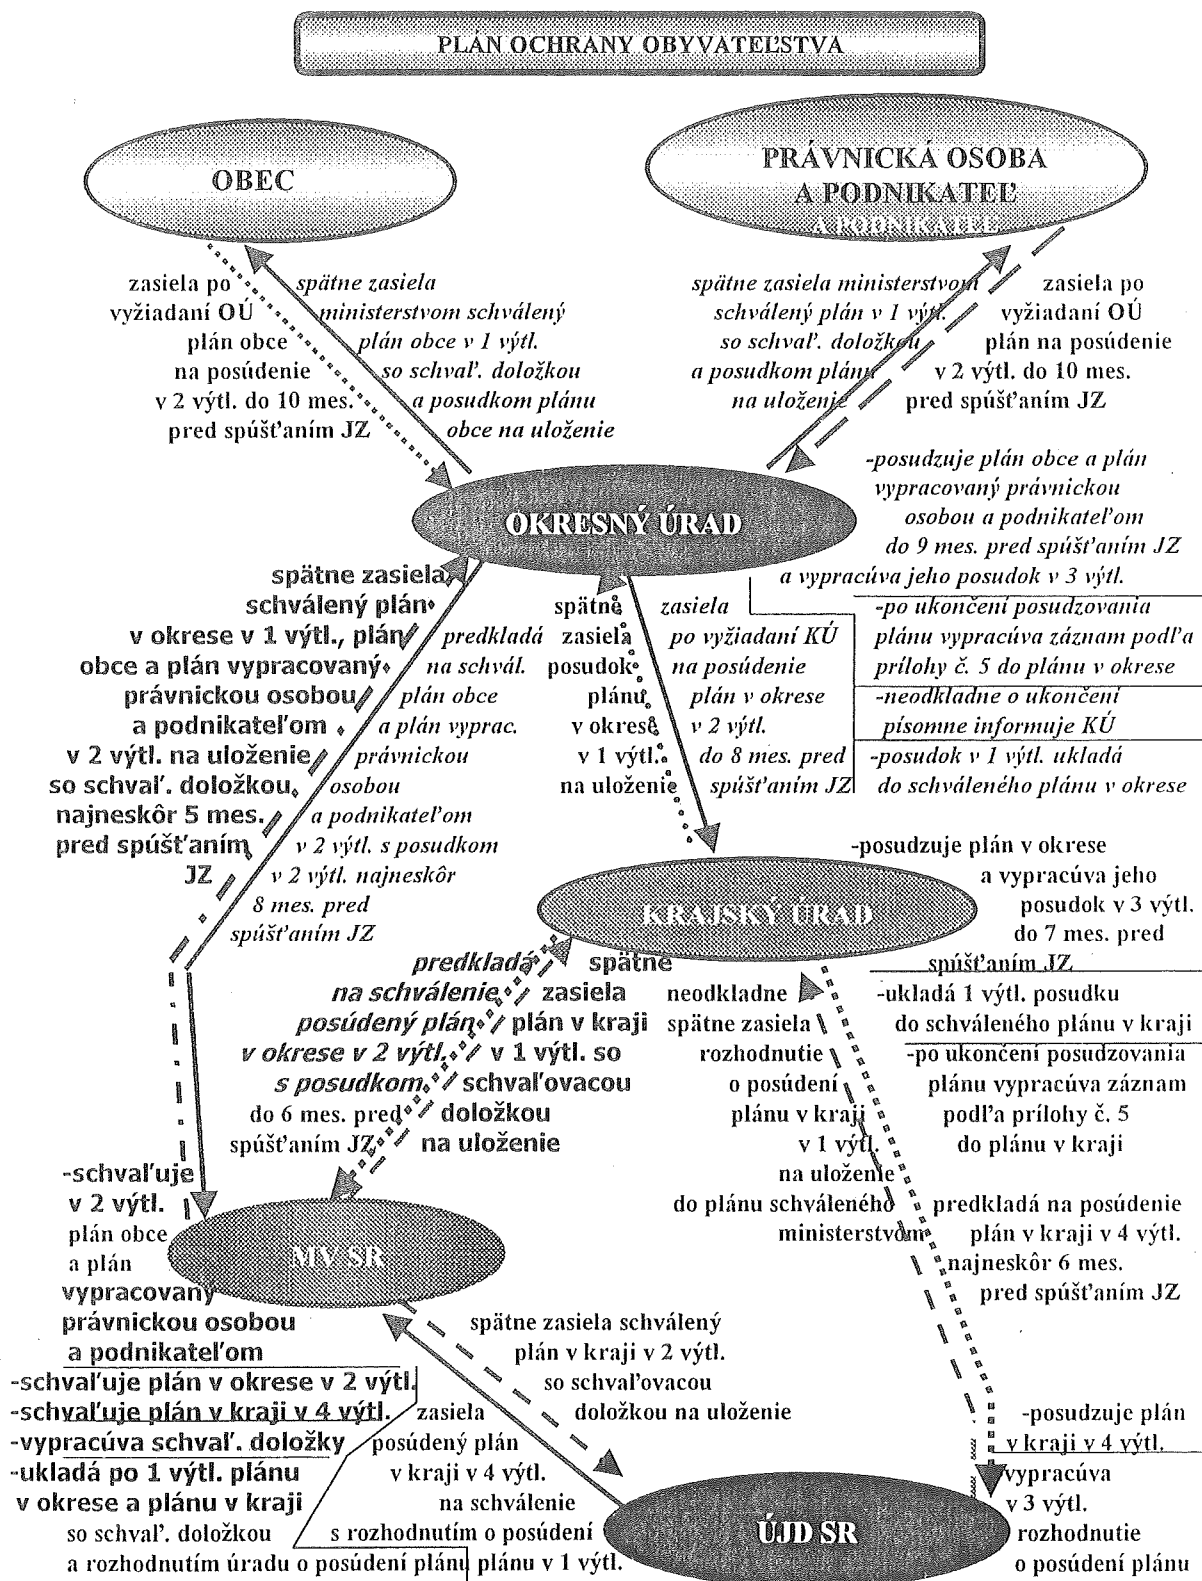 PLÁN OCHRANY OBYVATEĽSTVA
OBEC
PRÁVNICKÁ OSOBA
A PODNIKATEĽ
A PODNIKATEĽ
zasiela po
vyžiadaní OÚ
plán obce
na posúdenie
v 2 výtl. do 10 mes.
pred spúšťaním JZ
spätne zasiela
ministerstvom schválený
plán obce v 1 výtl.
so schvaľ. doložkou
a posudkom plánu
obce na uloženie
spätne zasiela ministerstvom
schválený plán v 1 výtl.
so schvaľ. doložkou
a posudkom plánu
na uloženie
zasiela po
vyžiadaní OÚ
plán na posúdenie
v 2 výtl. do 10 mes.
pred spúšťaním JZ
OKRESNÝ ÚRAD
-posudzuje plán obce a plán
vypracovaný právnickou
osobou a podnikateľom
do 9 mes. pred spúšťaním JZ
a vypracúva jeho posudok v 3 výtl.
-po ukončení posudzovania
plánu vypracúva záznam podľa
prílohy č. 5 do plánu v okrese
-neodkladne o ukončení
písomne informuje KÚ
-posudok v 1 výtl. ukladá
do schváleného plánu v okrese
spätne zasiela
schválený plán
v okrese v 1 výtl., plán
obce a plán vypracovaný
právnickou osobou
a podnikateľom
v 2 výtl. na uloženie
so schvaľ. doložkou
najneskôr 5 mes.
pred spúšťaním
JZ
predkladá
na schvál.
plán obce
a plán vyprac.
právnickou
osobou
a podnikateľom
v 2 výtl. s posudkom
v 2 výtl. najneskôr
8 mes. pred
spúšťaním JZ
spätne
zasiela
posudok
plánu
v okrese
v 1 výtl.
na uloženie
zasiela
po vyžiadaní KÚ
na posúdenie
plán v okrese
v 2 výtl.
do 8 mes. pred
spúšťaním JZ
KRAJSKÝ ÚRAD
-posudzuje plán v okrese
a vypracúva jeho
posudok v 3 výtl.
do 7 mes. pred
spúšťaním JZ
-ukladá 1 výtl. posudku
do schváleného plánu v kraji
-po ukončení posudzovania
plánu vypracúva záznam
podľa prílohy č. 5
do plánu v kraji
predkladá
na schválenie
posúdený plán
v okrese v 2 výtl.
s posudkom
do 6 mes. pred
spúšťaním JZ
spätne
zasiela
plán v kraji
v 1 výtl. so
schvaľovacou
doložkou
na uloženie
neodkladne
spätne zasiela
rozhodnutie
o posúdení
plánu v kraji
v 1 výtl.
na uloženie
do plánu schváleného
ministerstvom
predkladá na posúdenie
plán v kraji v 4 výtl.
najneskôr 6 mes.
pred spúšťaním JZ
MV SR
-schvaľuje
v 2 výtl.
plán obce
a plán
vypracovaný
právnickou osobou
a podnikateľom
-schvaľuje plán v okrese v 2 výtl.
-schvaľuje plán v kraji v 4 výtl.
-vypracúva schvaľ. doložky
-ukladá po 1 výtl. plánu
v okrese a plánu v kraji
so schvaľ. doložkou
a rozhodnutím úradu o posúdení plánu
spätne zasiela schválený
plán v kraji v 2 výtl.
so schvaľovacou
doložkou na uloženie
zasiela
posúdený plán
v kraji v 4 výtl.
na schválenie
s rozhodnutím o posúdení
plánu v 1 výtl.
ÚJD SR
-posudzuje plán
v kraji v 4 výtl.
vypracúva
v 3 výtl.
rozhodnutie
o posúdení plánu